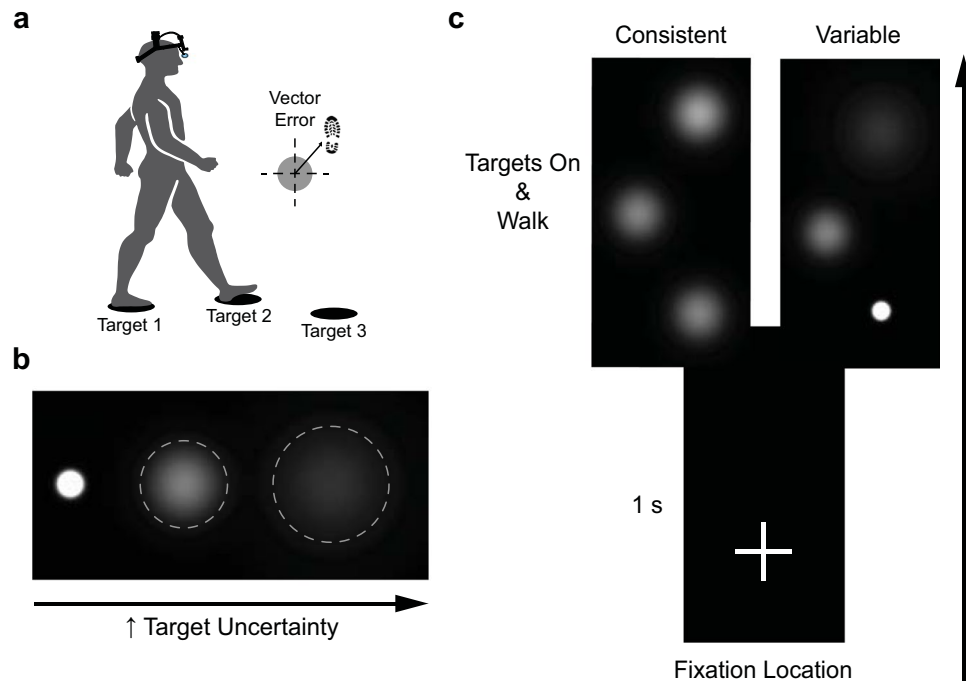 a
Vector
Error
Target 1
Target 2
Target 3
b
↑ Target Uncertainty
c
Consistent
Variable
Targets On
&
Walk
1 s
Fixation Location